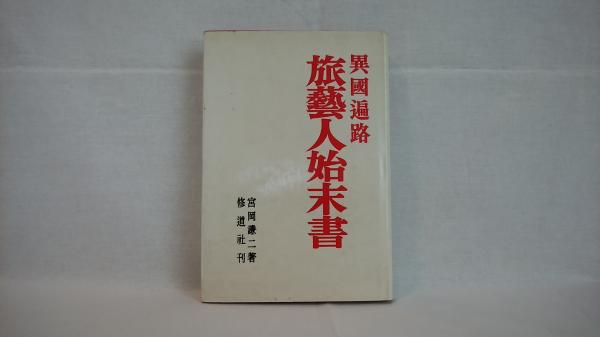 異國遍路
旅藝人始末書
宮岡謙二著
修道社刊